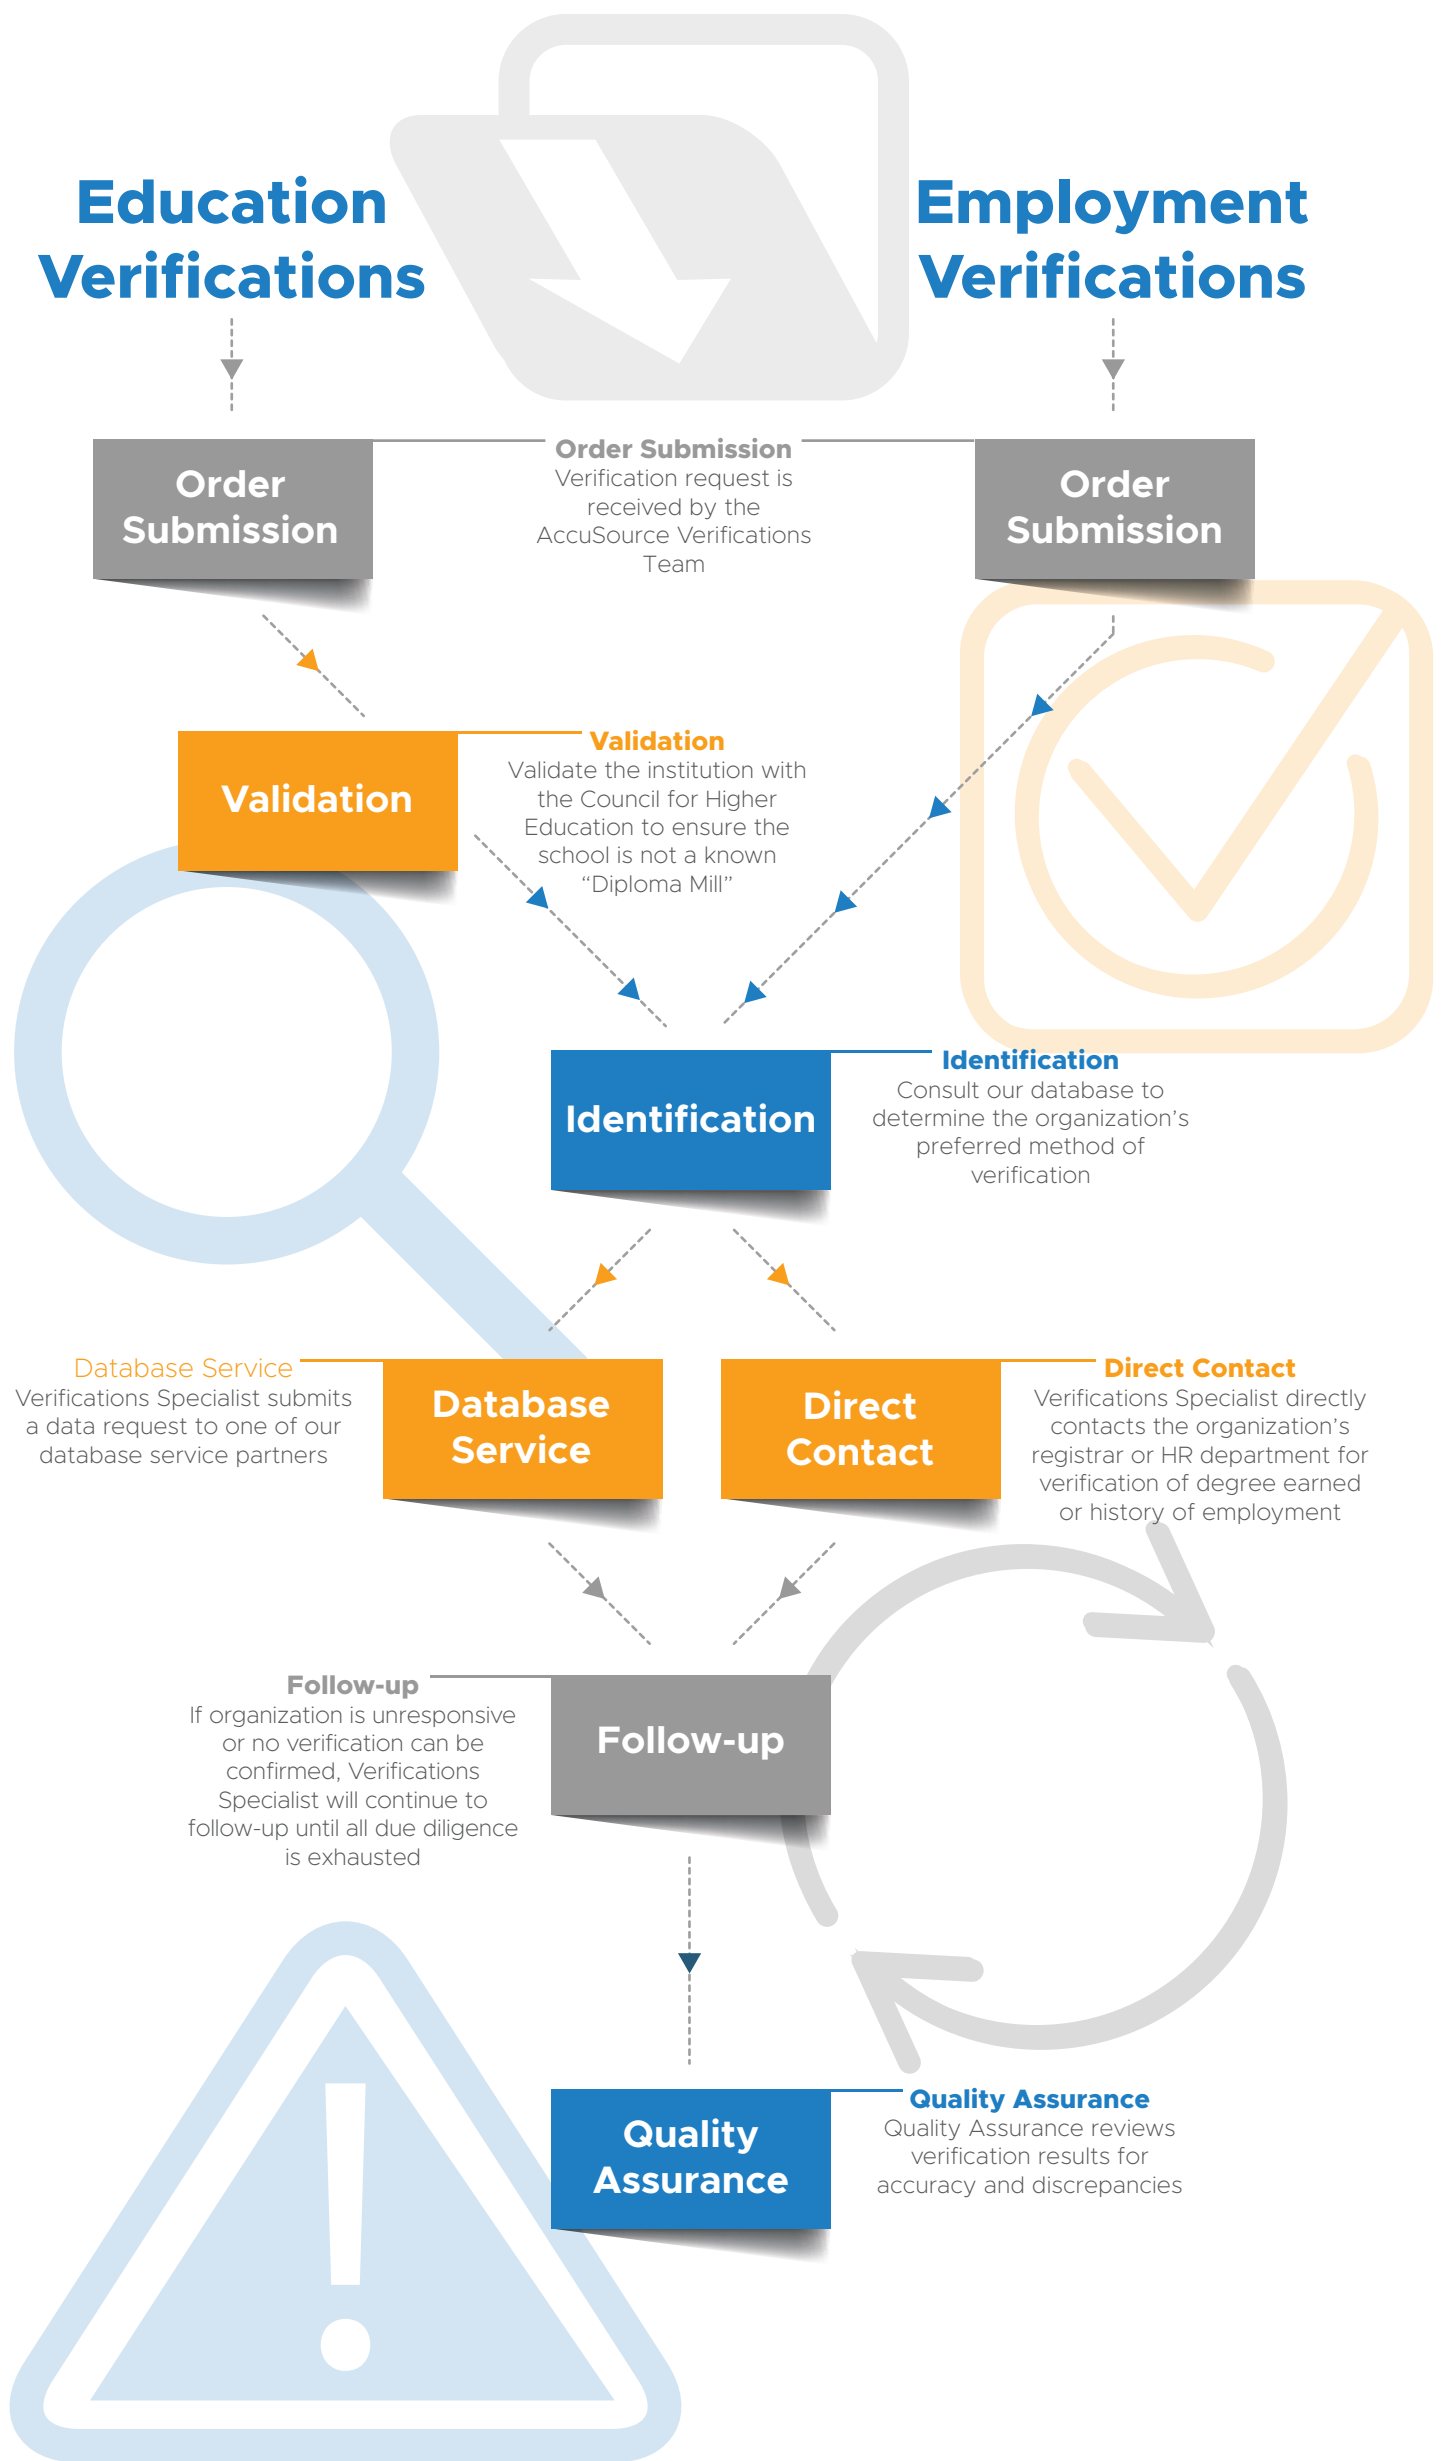 Education
Verifications
Employment
Verifications
Order
Submission
Order Submission
Verification request is
received by the
AccuSource Verifications
Team
Order
Submission
Validation
Validation
Validate the institution with
the Council for Higher
Education to ensure the
school is not a known
“Diploma Mill”
Identification
Identification
Consult our database to
determine the organization’s
preferred method of
verification
Database Service
Verifications Specialist submits
a data request to one of our
database service partners
Database
Service
Direct
Contact
Direct Contact
Verifications Specialist directly
contacts the organization’s
registrar or HR department for
verification of degree earned
or history of employment
Follow-up
If organization is unresponsive
or no verification can be
confirmed, Verifications
Specialist will continue to
follow-up until all due diligence
is exhausted
Follow-up
Quality
Assurance
Quality Assurance
Quality Assurance reviews
verification results for
accuracy and discrepancies